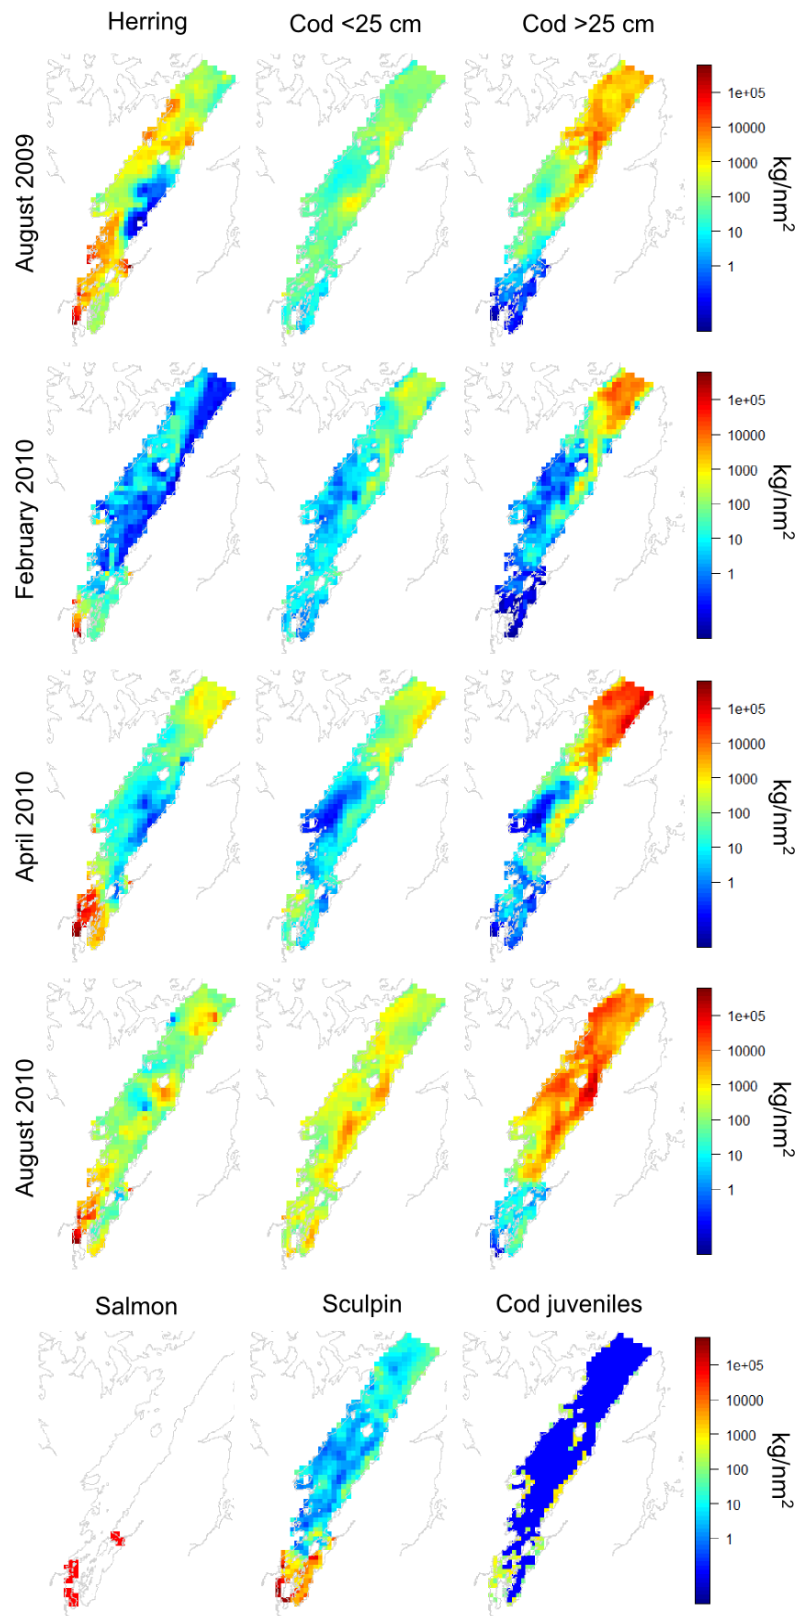 Herring Cod <25 cm Cod >25 cm
August 2009
1e+05
10000
1000
100
10
1
kg/nm²
February 2010
1e+05
10000
1000
100
10
1
kg/nm²
April 2010
1e+05
10000
1000
100
10
1
kg/nm²
August 2010
1e+05
10000
1000
100
10
1
kg/nm²
Salmon Sculpin Cod juveniles
1e+05
10000
1000
100
10
1
kg/nm²